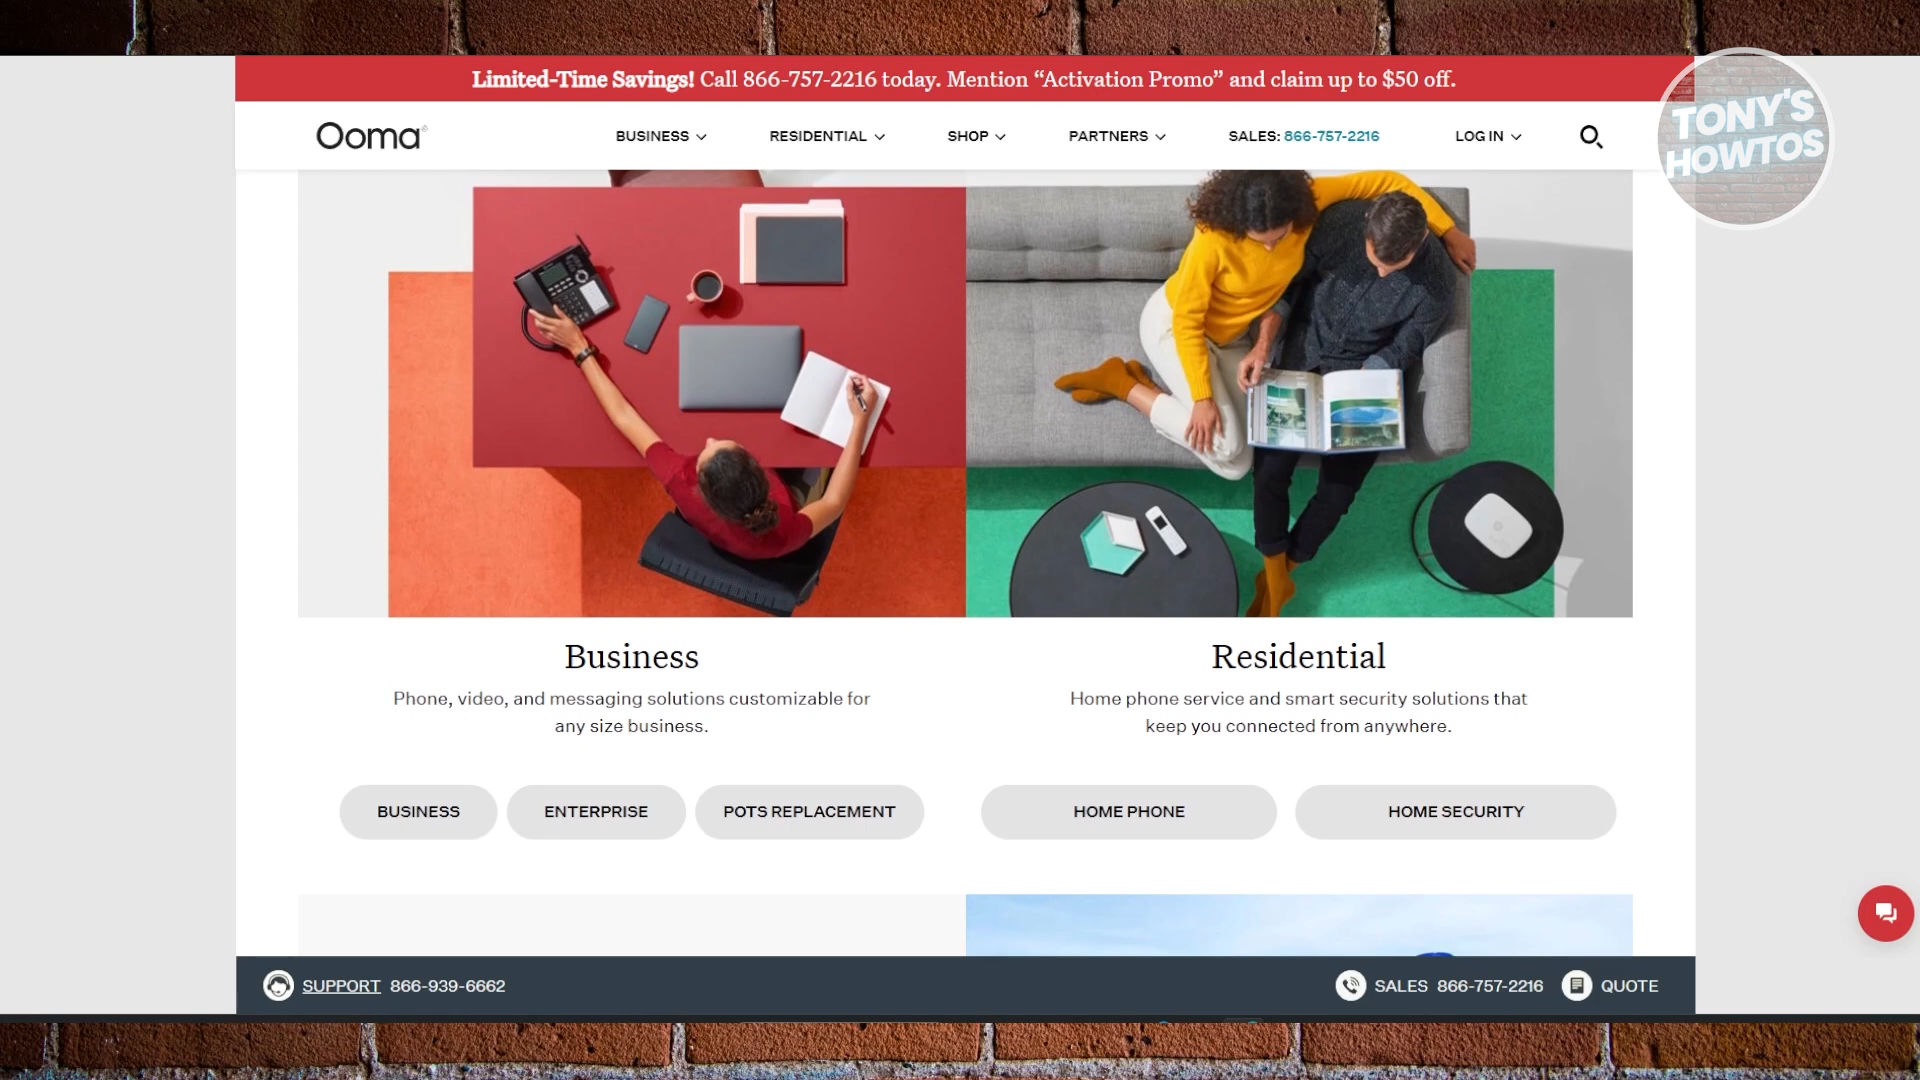 Limited-Time Savings! Call 866-757-2216 today. Mention “Activation Promo” and claim up to $50 off.
Ooma®
BUSINESS
RESIDENTIAL
SHOP
PARTNERS
SALES: 866-757-2216
LOG IN
TONY'S
HOWTOS
Business
Phone, video, and messaging solutions customizable for
any size business.
BUSINESS
ENTERPRISE
POTS REPLACEMENT
Residential
Home phone service and smart security solutions that
keep you connected from anywhere.
HOME PHONE
HOME SECURITY
SUPPORT 866-939-6662
SALES 866-757-2216
QUOTE